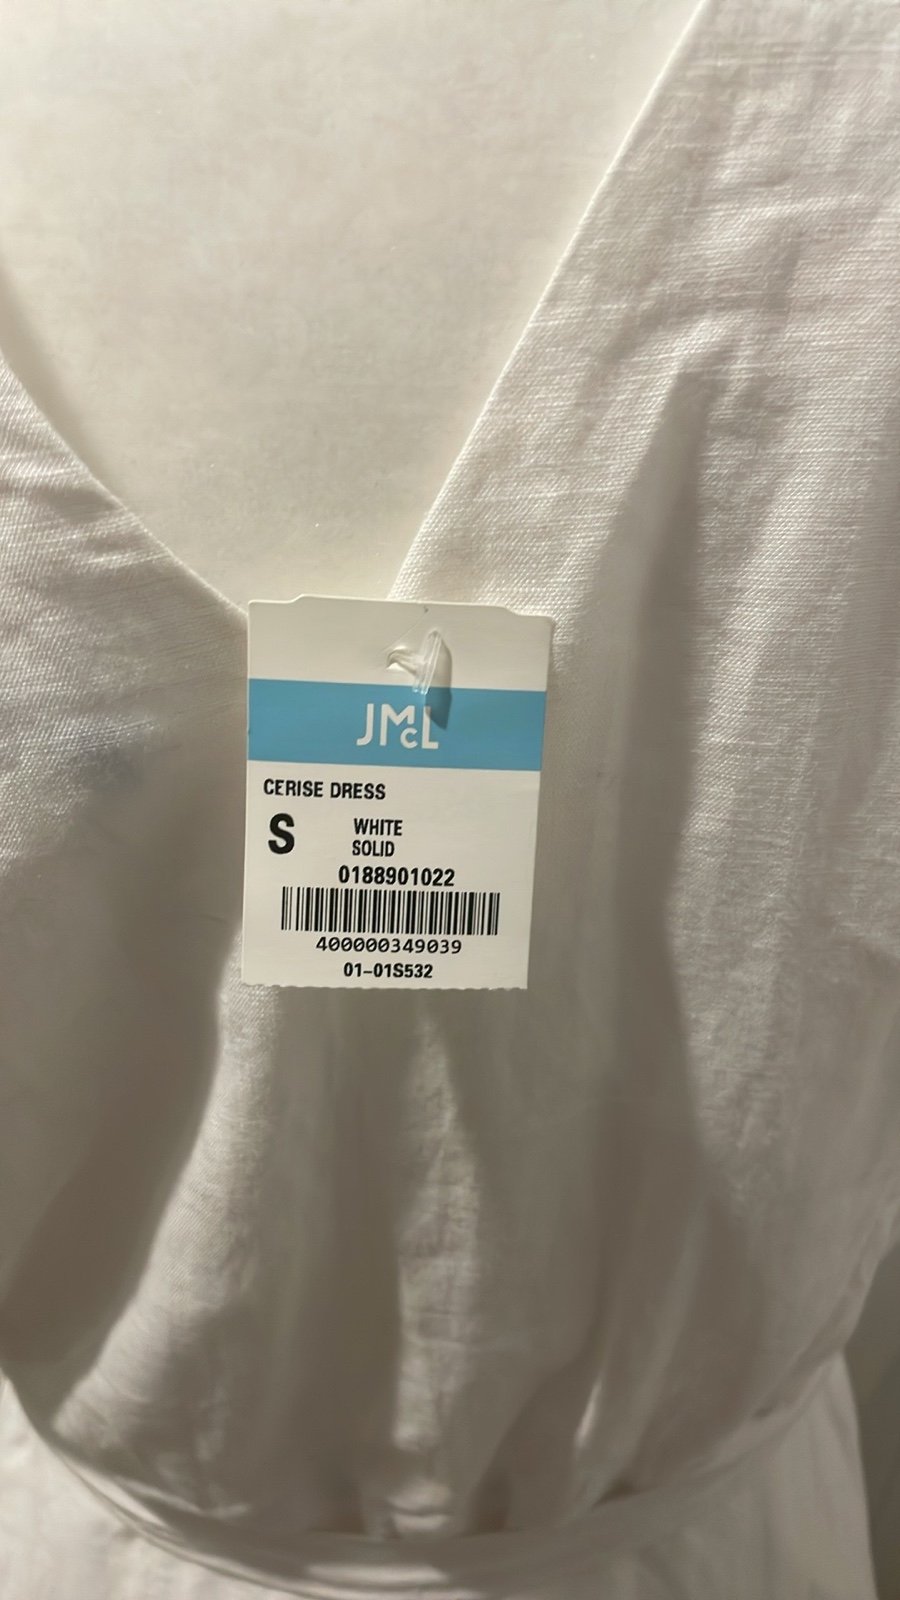 JMcL
CERISE DRESS
S WHITE
SOLID
0188901022
400000349039
01-01S532